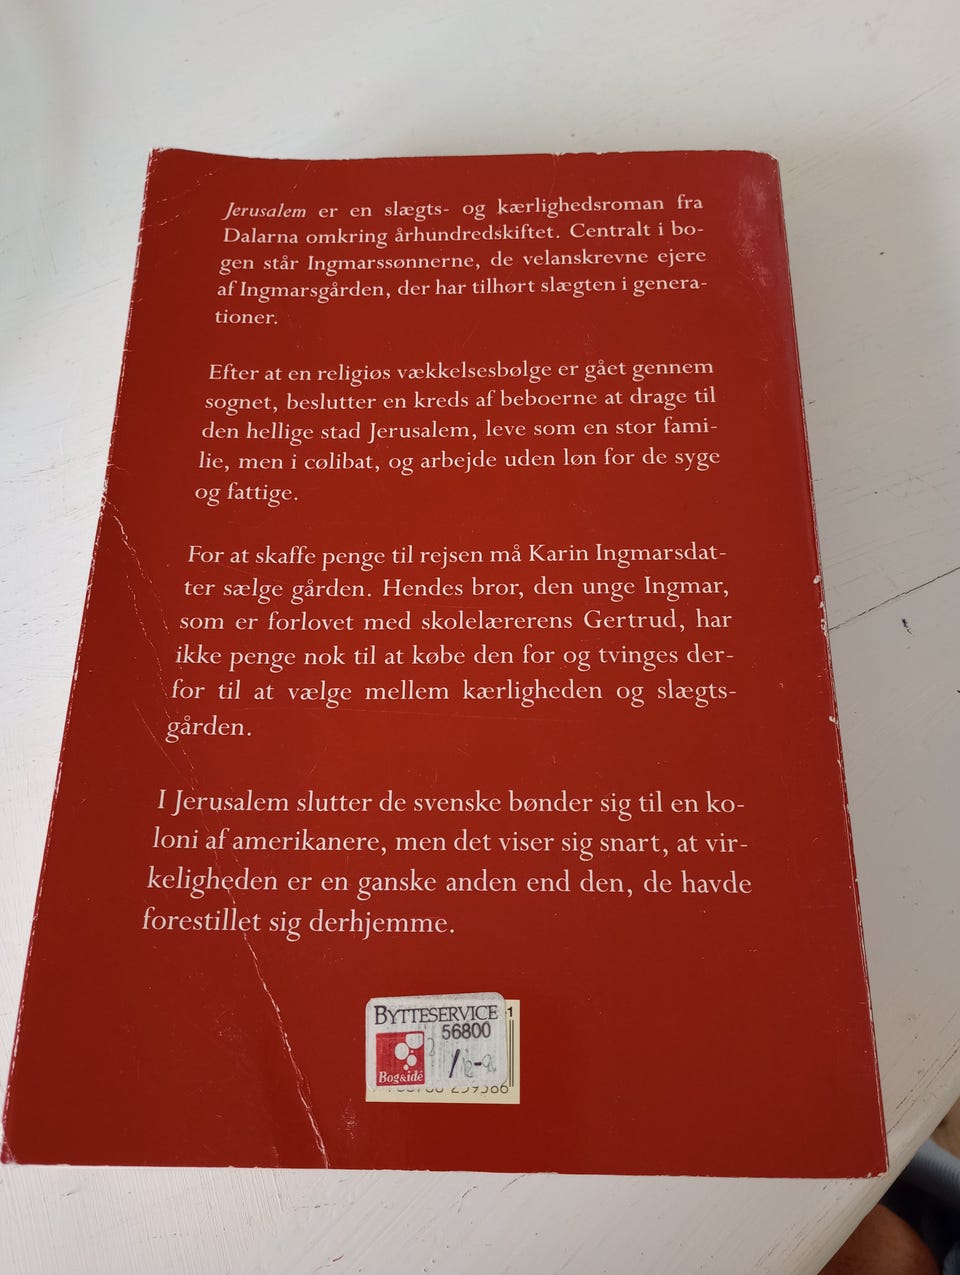 Jerusalem er en slægts- og kærlighedsroman fra
Dalarna omkring århundredskiftet. Centralt i bo-
gen står Ingmarssønnerne, de velanskrevne ejere
af Ingmarsgården, der har tilhørt slægten i genera-
tioner.
Efter at en religiøs vækkelsesbølge er gået gennem
sognet, beslutter en kreds af beboerne at drage til
den hellige stad Jerusalem, leve som en stor fami-
lie, men i cølibat, og arbejde uden løn for de syge
og fattige.
For at skaffe penge til rejsen må Karin Ingmarsdat-
ter sælge gården. Hendes bror, den unge Ingmar,
som er forlovet med skolelærerens Gertrud, har
ikke penge nok til at købe den for og tvinges der-
for til at vælge mellem kærligheden og slægts-
gården.
I Jerusalem slutter de svenske bønder sig til en ko-
loni af amerikanere, men det viser sig snart, at vir-
keligheden er en ganske anden end den, de havde
forestillet sig derhjemme.
BYTTESERVICE
56800
Bog&idé